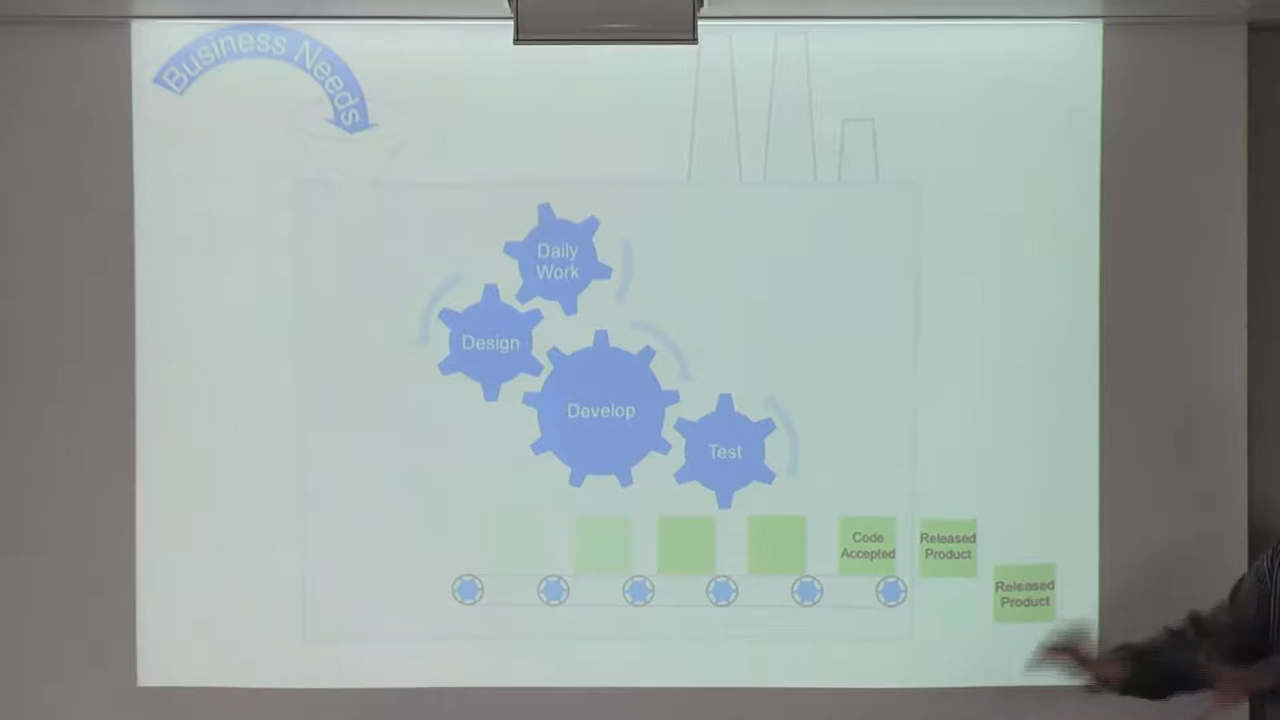 Business Needs
Daily
Work
Design
Develop
Test
Code
Accepted
Released
Product
Released
Product